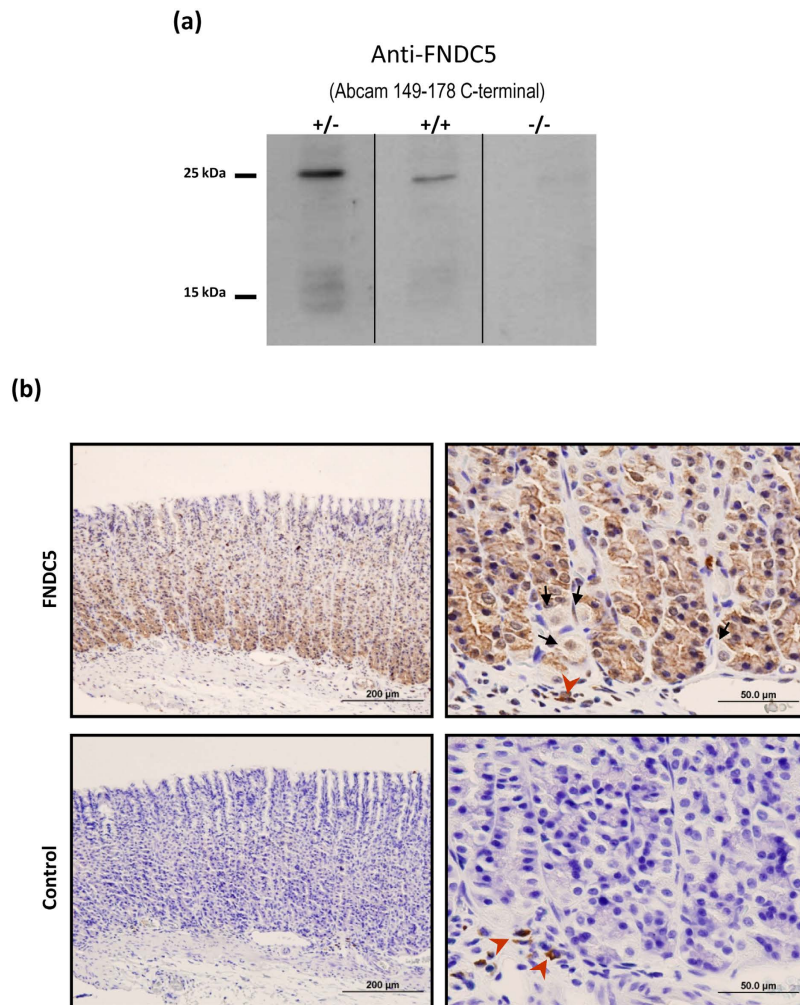 (a)
Anti-FNDC5
(Abcam 149-178 C-terminal)
+/- +/+ -/-
25 kDa
15 kDa
(b)
FNDC5
200 µm
50.0 µm
Control
200 µm
50.0 µm